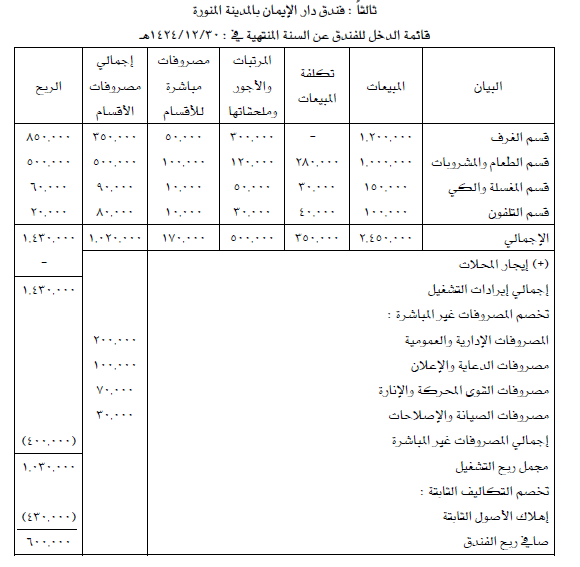 ثالثاً : فندق دار الإيمان بالمدينة المنورة
قائمة الدخل للفندق عن السنة المنتهية في : ١٤٢٤/١٢/٣٠هـ
البيان | المبيعات | تكلفة المبيعات | المرتبات والأجور وملحقاتها | مصروفات مباشرة للأقسام | إجمالي مصروفات الأقسام | الربح
قسم الغرف | ١.٢٠٠.٠٠٠ | - | ٣٠٠.٠٠٠ | ٥٠.٠٠٠ | ٣٥٠.٠٠٠ | ٨٥٠.٠٠٠
قسم الطعام والمشروبات | ١.٠٠٠.٠٠٠ | ٢٨٠.٠٠٠ | ١٢٠.٠٠٠ | ١٠٠.٠٠٠ | ٥٠٠.٠٠٠ | ٥٠٠.٠٠٠
قسم المغسلة والكي | ١٥٠.٠٠٠ | ٣٠.٠٠٠ | ٥٠.٠٠٠ | ١٠.٠٠٠ | ٩٠.٠٠٠ | ٦٠.٠٠٠
قسم التلفون | ١٠٠.٠٠٠ | ٤٠.٠٠٠ | ٣٠.٠٠٠ | ١٠.٠٠٠ | ٨٠.٠٠٠ | ٢٠.٠٠٠
الإجمالي | ٢.٤٥٠.٠٠٠ | ٣٥٠.٠٠٠ | ٥٠٠.٠٠٠ | ١٧٠.٠٠٠ | ١.٠٢٠.٠٠٠ | ١.٤٣٠.٠٠٠
(+) إيجار المحلات | -
إجمالي إيرادات التشغيل | ١.٤٣٠.٠٠٠
تخصم المصروفات غير المباشرة :
المصروفات الإدارية والعمومية | ٢٠٠.٠٠٠
مصروفات الدعاية والإعلان | ١٠٠.٠٠٠
مصروفات القوى المحركة والإنارة | ٧٠.٠٠٠
مصروفات الصيانة والإصلاحات | ٣٠.٠٠٠
إجمالي المصروفات غير المباشرة | (٤٠٠.٠٠٠)
مجمل ربح التشغيل | ١.٠٣٠.٠٠٠
تخصم التكاليف الثابتة :
إهلاك الأصول الثابتة | (٤٣٠.٠٠٠)
صافي ربح الفندق | ٦٠٠.٠٠٠